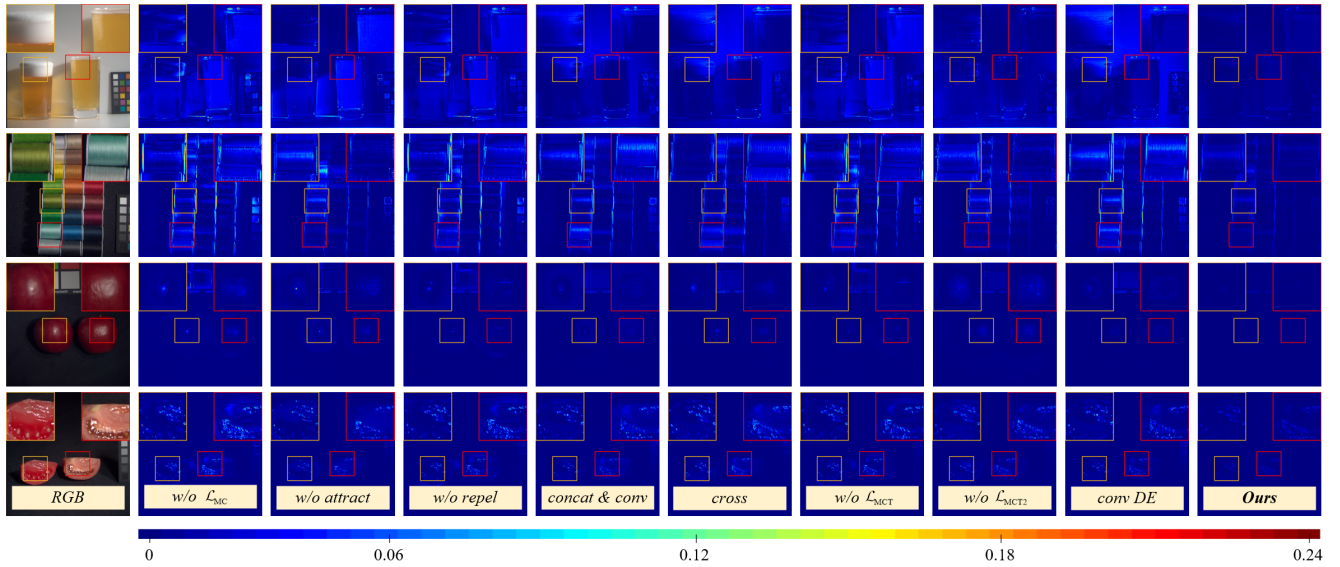 RGB
w/o ℒMC
w/o attract
w/o repel
concat & conv
cross
w/o ℒMCT
w/o ℒMCT2
conv DE
Ours
0 0.06 0.12 0.18 0.24